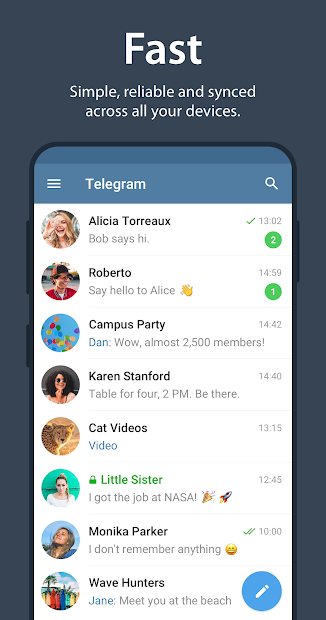 Fast
Simple, reliable and synced
across all your devices.
Telegram
Alicia Torreaux 13:02
Bob says hi. 2
Roberto 14:59
Say hello to Alice 👋 1
Campus Party 14:42
Dan: Wow, almost 2,500 members!
Karen Stanford 14:40
Table for four, 2 PM. Be there.
Cat Videos 13:15
Video
Little Sister 12:45
I got the job at NASA! 🎉 🚀
Monika Parker 10:00
I don't remember anything 😄
Wave Hunters
Jane: Meet you at the beach